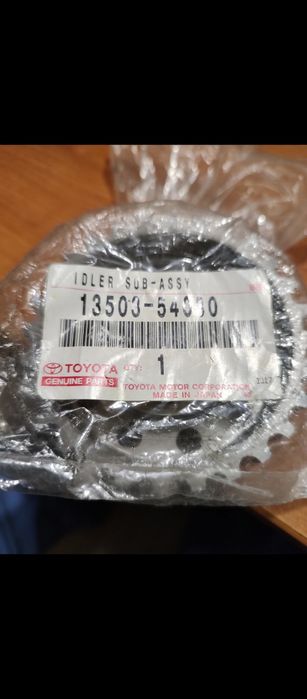 IDLER SUB-ASSY
13503-54030
TOYOTA QTY: 1
GENUINE PARTS TOYOTA MOTOR CORPORATION
MADE IN JAPAN